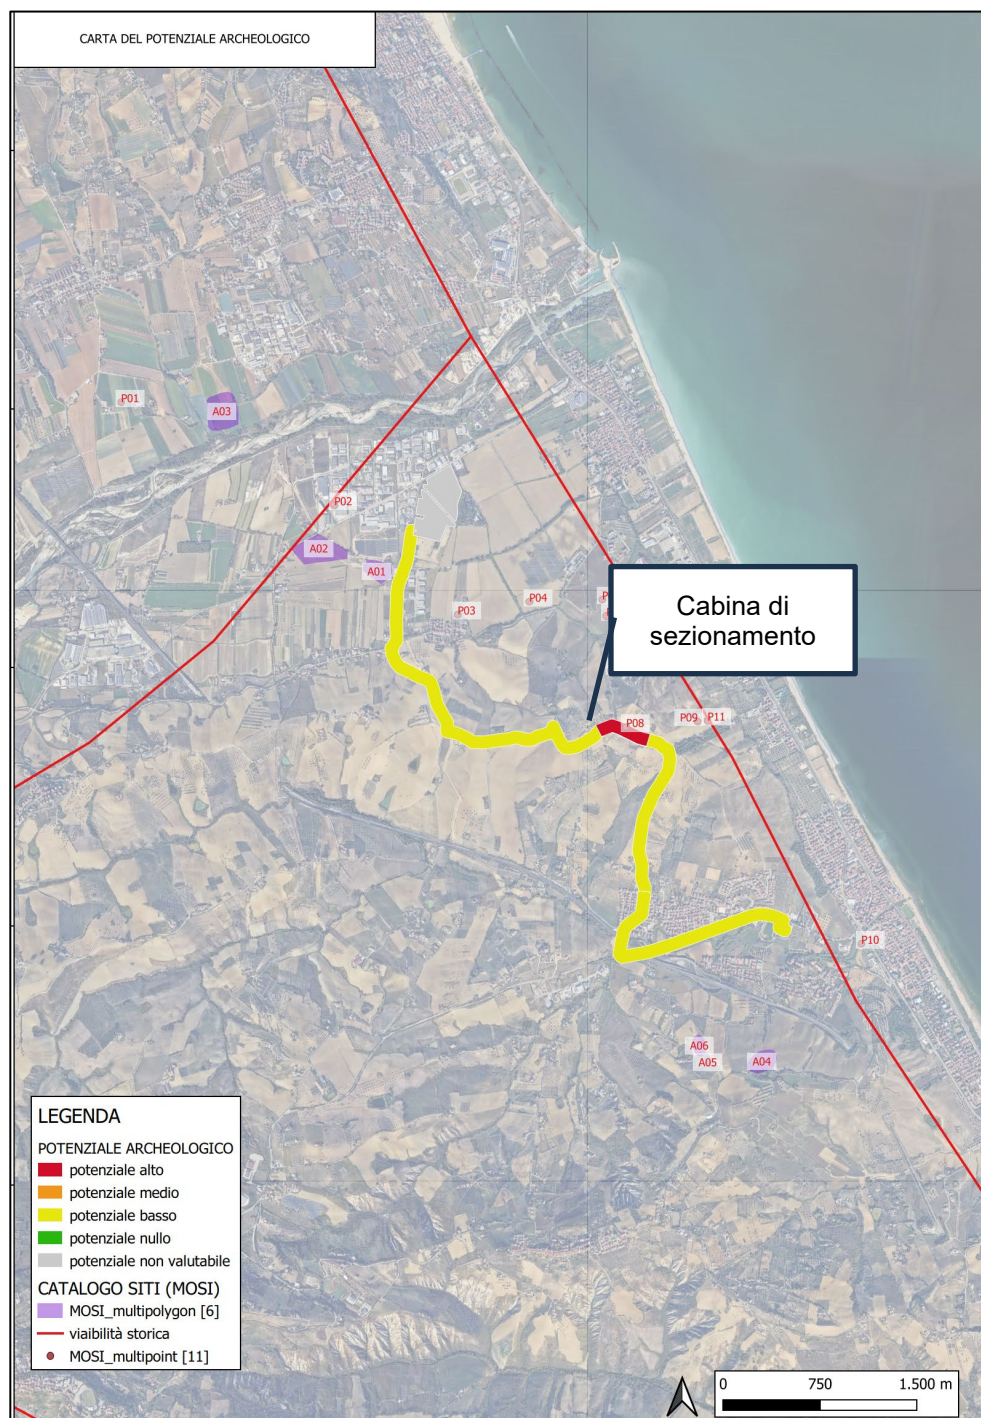 CARTA DEL POTENZIALE ARCHEOLOGICO
P01
A03
P02
A02
A01
P03
P04
P
Cabina di
sezionamento
P08
P09
P11
P10
A06
A05
A04
LEGENDA
POTENZIALE ARCHEOLOGICO
potenziale alto
potenziale medio
potenziale basso
potenziale nullo
potenziale non valutabile
CATALOGO SITI (MOSI)
MOSI_multipolygon [6]
viaibilità storica
MOSI_multipoint [11]
0 750 1.500 m